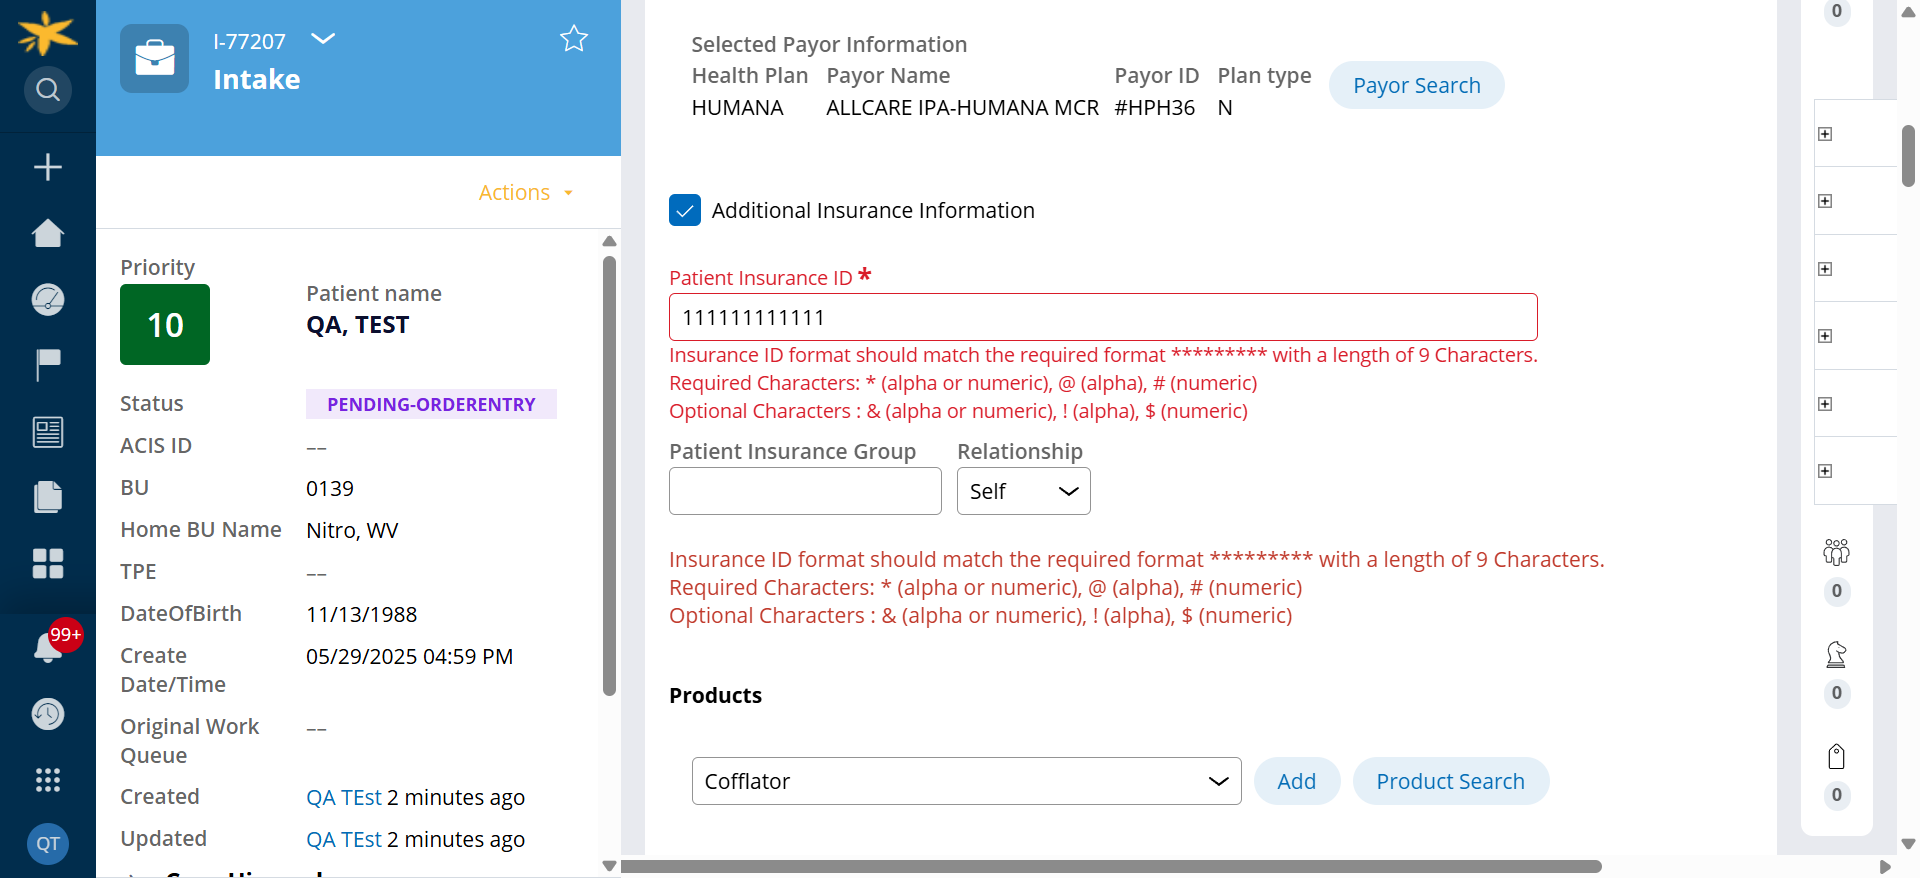 I-77207
Intake
Actions
Priority
10
Patient name
QA, TEST
Status
PENDING-ORDERENTRY
ACIS ID
––
BU
0139
Home BU Name
Nitro, WV
TPE
––
DateOfBirth
11/13/1988
Create Date/Time
05/29/2025 04:59 PM
Original Work Queue
––
Created
QA TEst 2 minutes ago
Updated
QA TEst 2 minutes ago
99+
QT
Selected Payor Information
Health Plan Payor Name Payor ID Plan type
HUMANA ALLCARE IPA-HUMANA MCR #HPH36 N
Payor Search
Additional Insurance Information
Patient Insurance ID *
111111111111
Insurance ID format should match the required format ********* with a length of 9 Characters.
Required Characters: * (alpha or numeric), @ (alpha), # (numeric)
Optional Characters : & (alpha or numeric), ! (alpha), $ (numeric)
Patient Insurance Group Relationship
Self
Insurance ID format should match the required format ********* with a length of 9 Characters.
Required Characters: * (alpha or numeric), @ (alpha), # (numeric)
Optional Characters : & (alpha or numeric), ! (alpha), $ (numeric)
Products
Cofflator Add Product Search
0
0
0
0